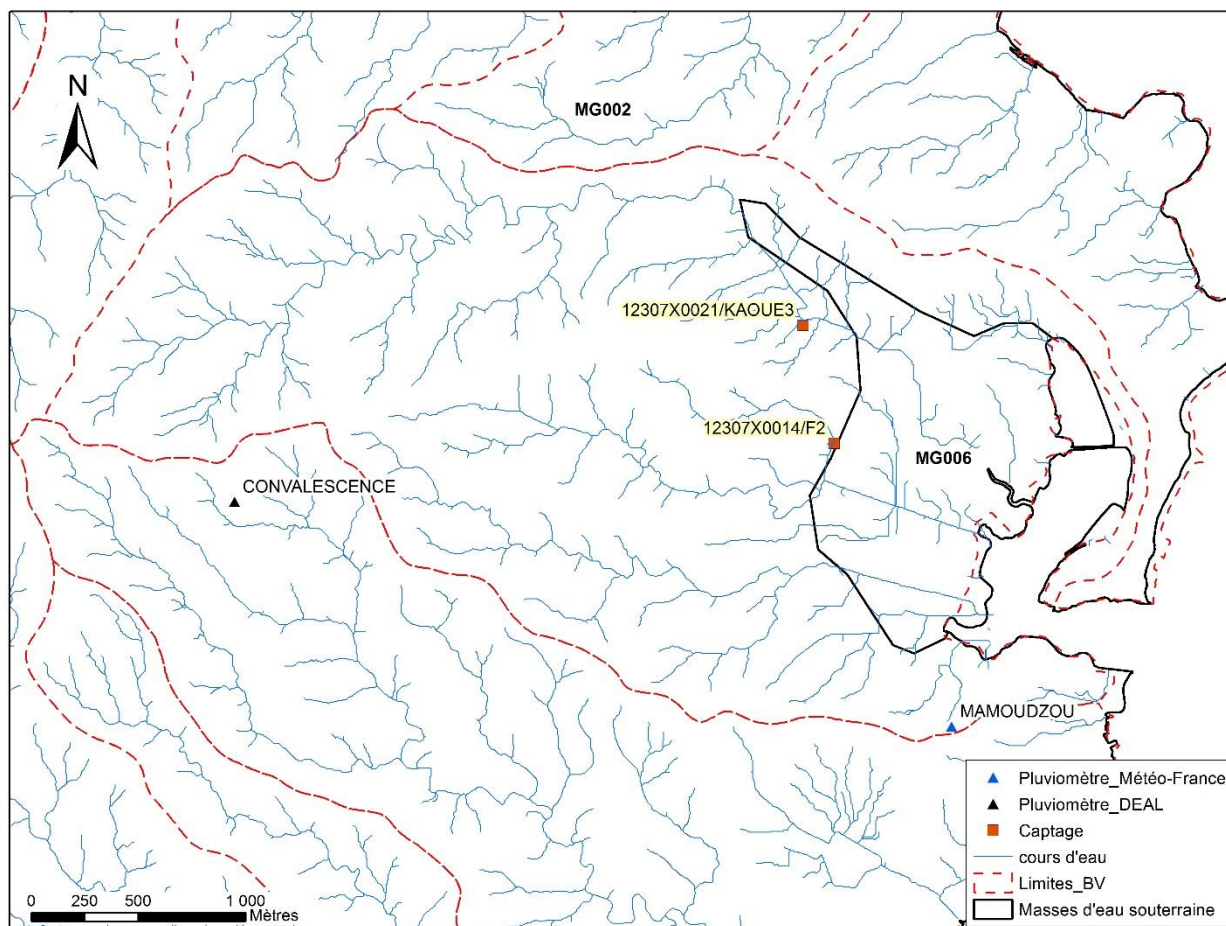 N
MG002
12307X0021/KAOUE3
12307X0014/F2
MG006
CONVALESCENCE
MAMOUDZOU
Pluviomètre_Météo-France
Pluviomètre_DEAL
Captage
cours d'eau
Limites_BV
Masses d'eau souterraine
0 250 500 1 000
Mètres